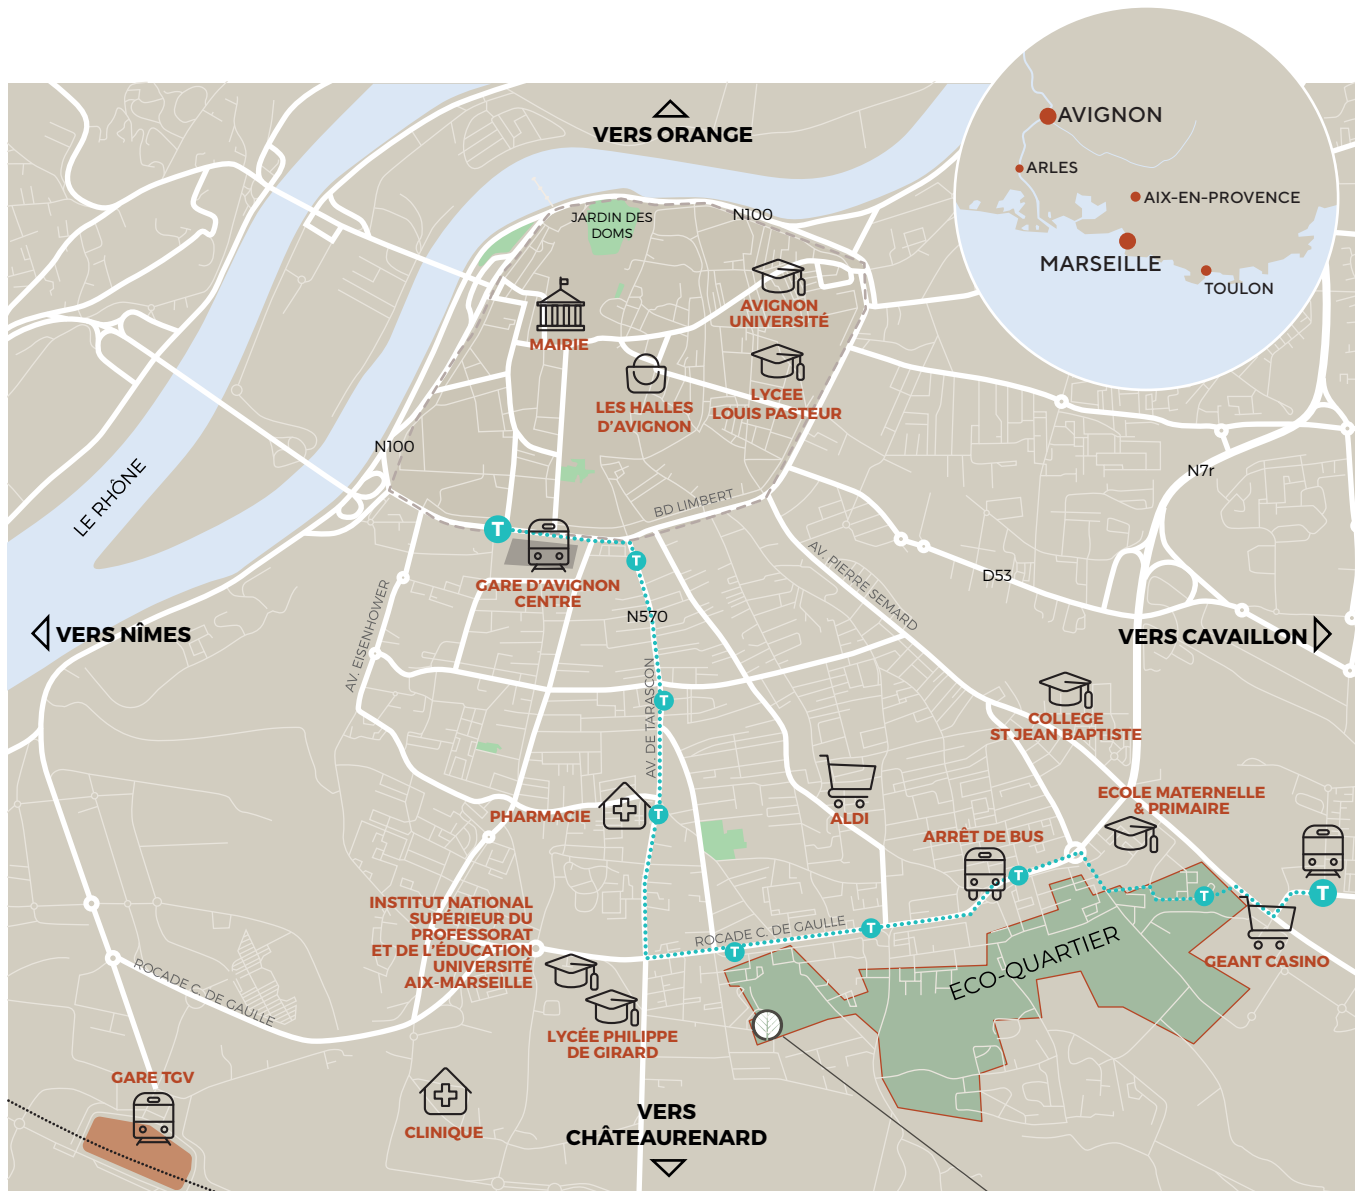 VERS ORANGE
AVIGNON
ARLES
AIX-EN-PROVENCE
MARSEILLE
TOULON
JARDIN DES
DOMS
N100
AVIGNON
UNIVERSITÉ
MAIRIE
LYCEE
LOUIS PASTEUR
LES HALLES
D'AVIGNON
N100
LE RHÔNE
N7r
BD LIMBERT
T
GARE D'AVIGNON
CENTRE
T
AV. PIERRE SEMARD
D53
N570
AV. EISENHOWER
VERS NÎMES
VERS CAVAILLON
AV. DE TARASCON
T
COLLEGE
ST JEAN BAPTISTE
PHARMACIE
T
ALDI
ECOLE MATERNELLE
& PRIMAIRE
ARRÊT DE BUS
T
T
T
INSTITUT NATIONAL
SUPÉRIEUR DU
PROFESSORAT
ET DE L'ÉDUCATION
UNIVERSITÉ
AIX-MARSEILLE
ROCADE C. DE GAULLE
T
T
ECO-QUARTIER
GEANT CASINO
ROCADE C. DE GAULLE
LYCÉE PHILIPPE
DE GIRARD
GARE TGV
CLINIQUE
VERS
CHÂTEAURENARD